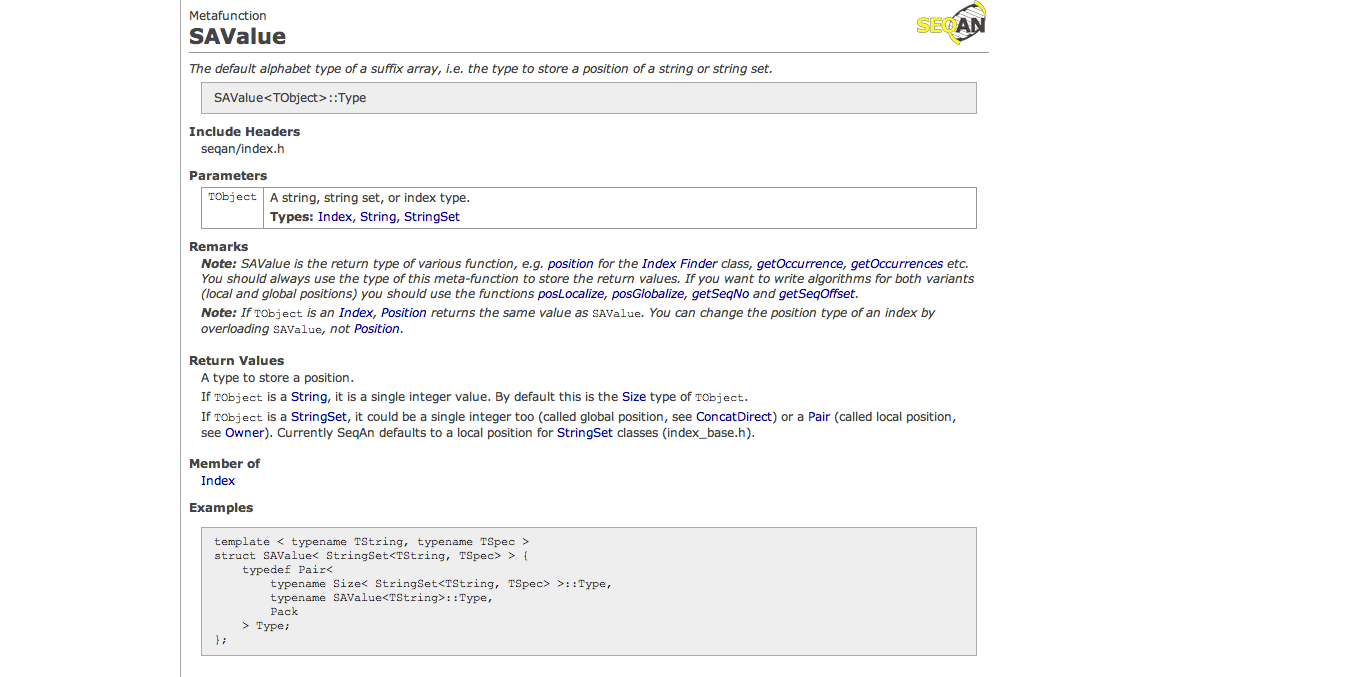 Metafunction
SAValue
SEQAN
The default alphabet type of a suffix array, i.e. the type to store a position of a string or string set.
SAValue<TObject>::Type
Include Headers
seqan/index.h
Parameters
TObject A string, string set, or index type.
Types: Index, String, StringSet
Remarks
Note: SAValue is the return type of various function, e.g. position for the Index Finder class, getOccurrence, getOccurrences etc.
You should always use the type of this meta-function to store the return values. If you want to write algorithms for both variants
(local and global positions) you should use the functions posLocalize, posGlobalize, getSeqNo and getSeqOffset.
Note: If TObject is an Index, Position returns the same value as SAValue. You can change the position type of an index by
overloading SAValue, not Position.
Return Values
A type to store a position.
If TObject is a String, it is a single integer value. By default this is the Size type of TObject.
If TObject is a StringSet, it could be a single integer too (called global position, see ConcatDirect) or a Pair (called local position,
see Owner). Currently SeqAn defaults to a local position for StringSet classes (index_base.h).
Member of
Index
Examples
template < typename TString, typename TSpec >
struct SAValue< StringSet<TString, TSpec> > {
    typedef Pair<
        typename Size< StringSet<TString, TSpec> >::Type,
        typename SAValue<TString>::Type,
        Pack
    > Type;
};